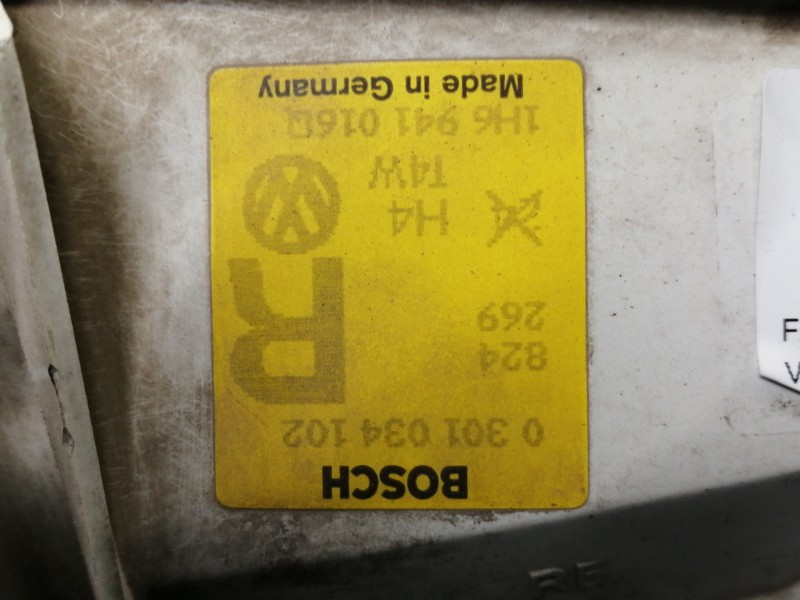 BOSCH
0 301 034 102
824
269
R
H4
T4W
1H6 941 016Q
Made in Germany
F
V